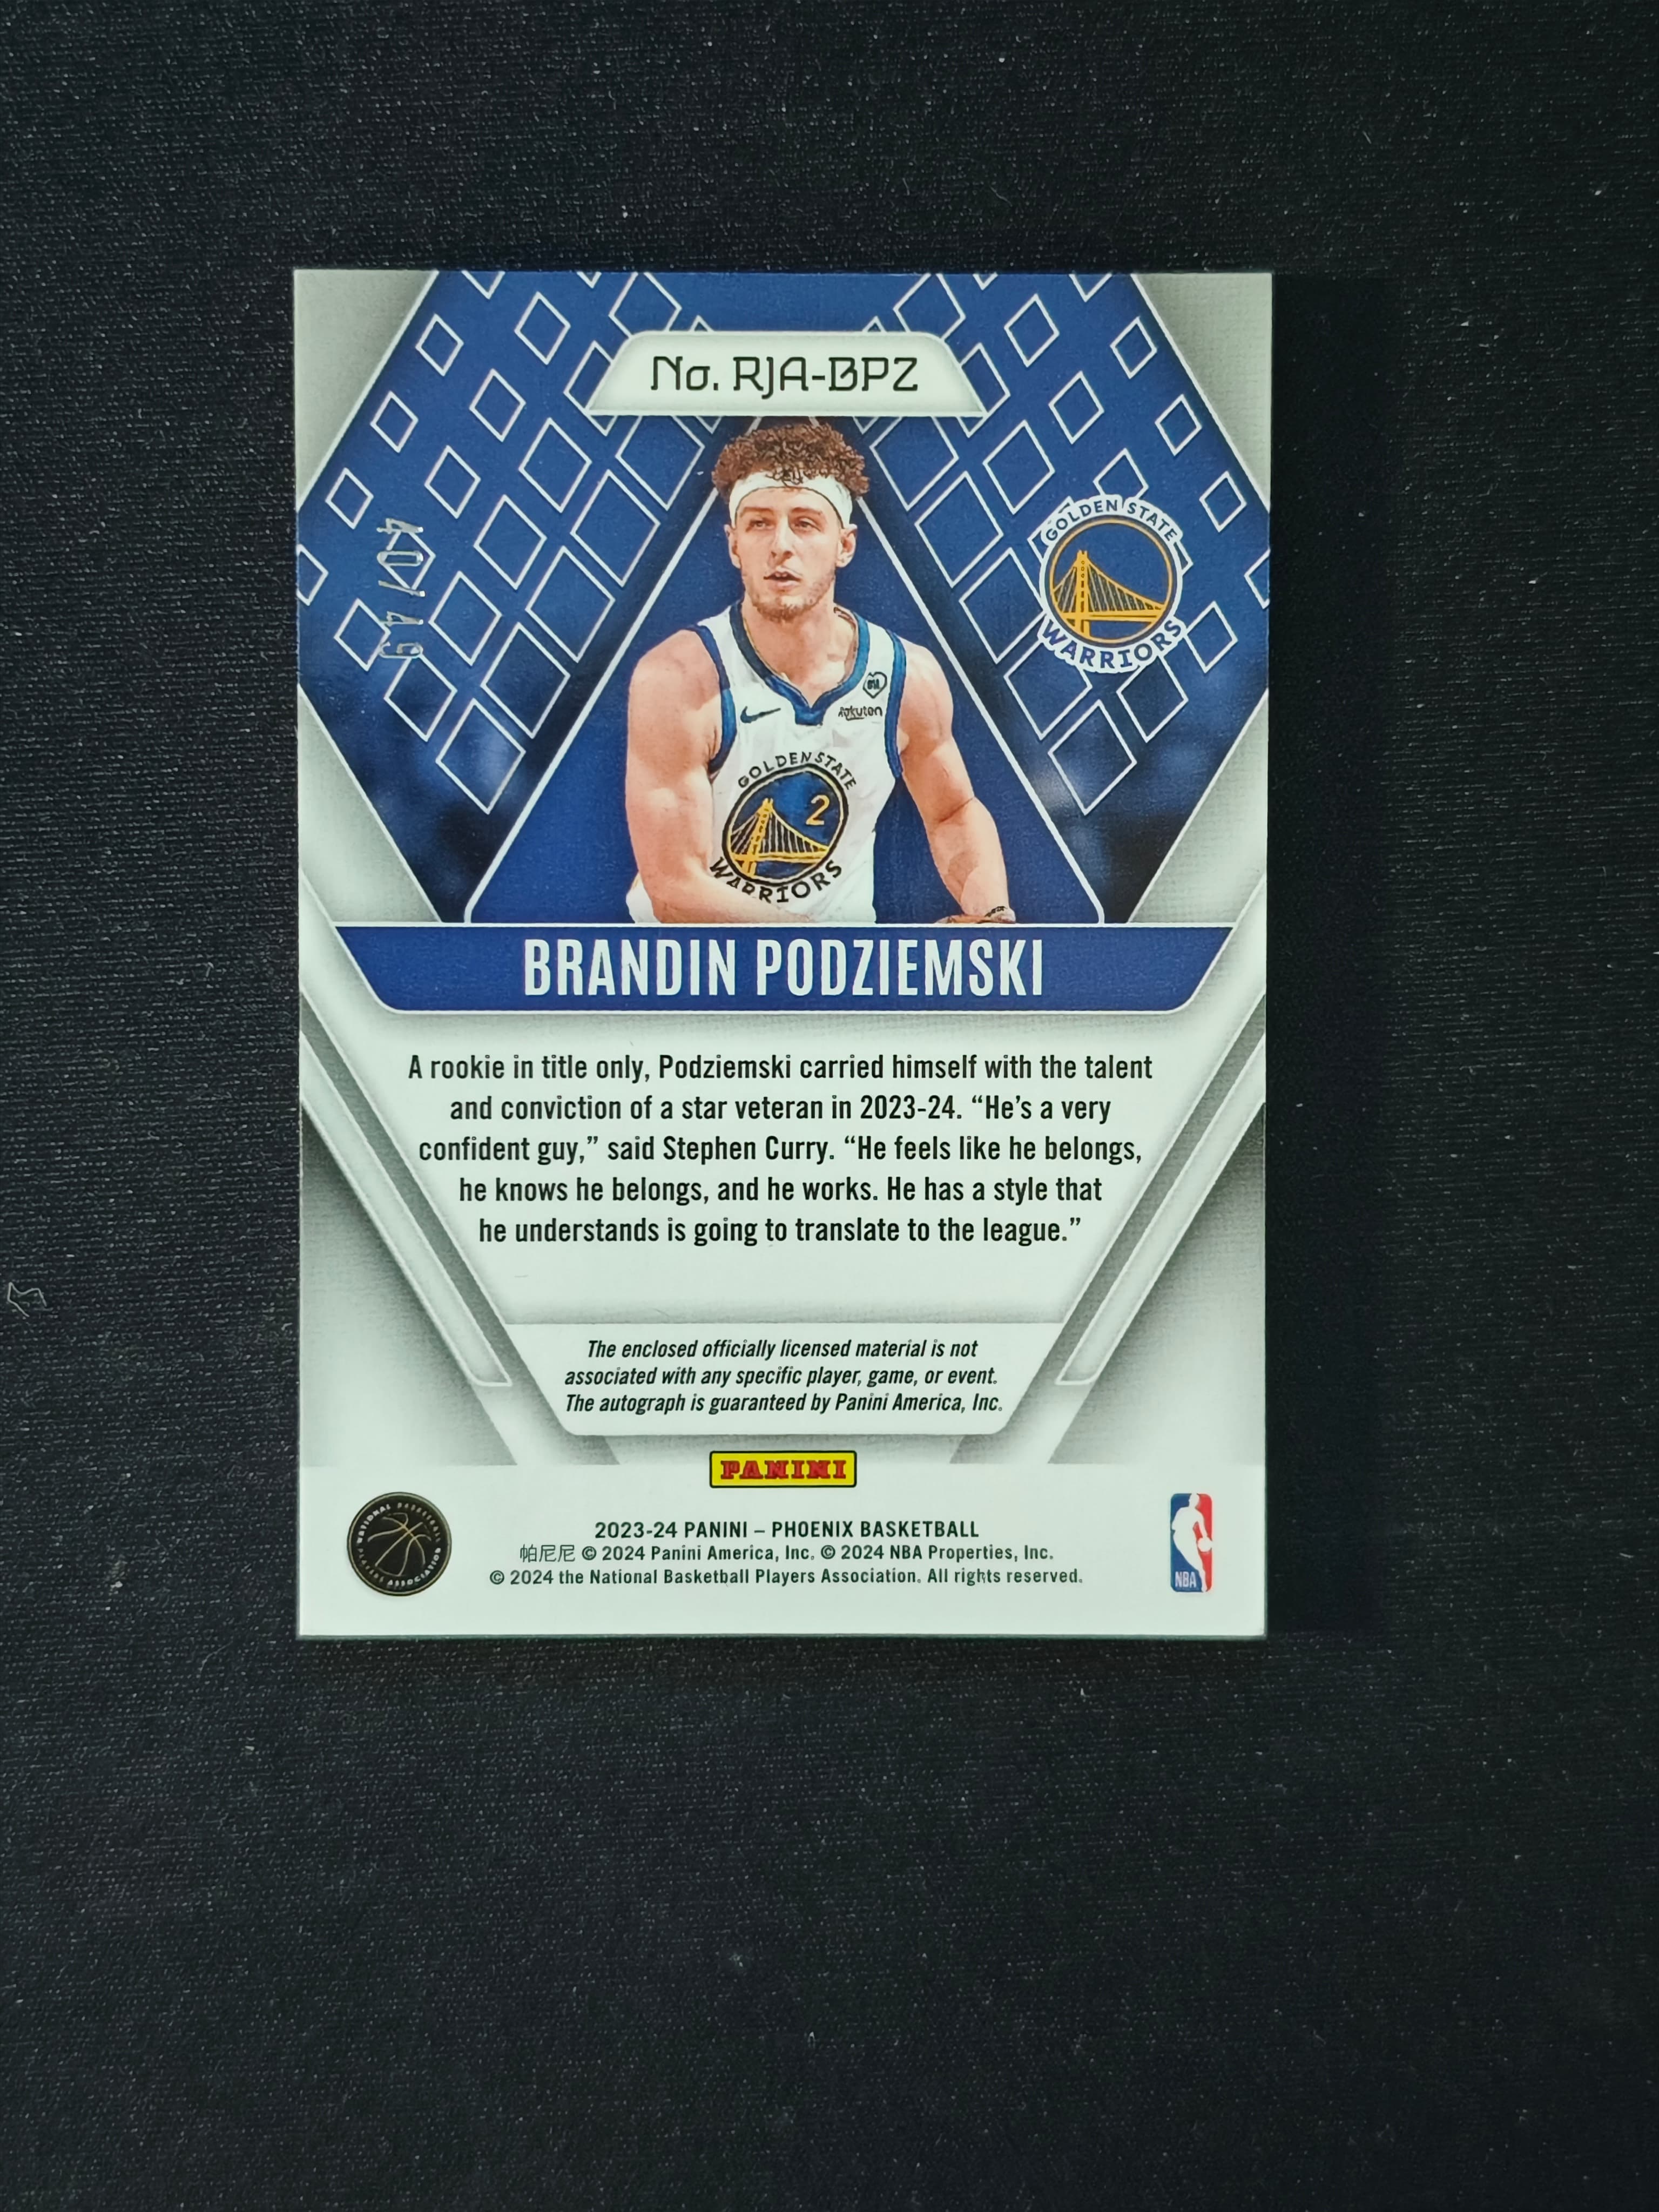 No. RJA-BPZ
40/49
GOLDEN STATE
WARRIORS
Rakuten
GOLDEN STATE
2
WARRIORS
BRANDIN PODZIEMSKI
A rookie in title only, Podziemski carried himself with the talent
and conviction of a star veteran in 2023-24. “He’s a very
confident guy,” said Stephen Curry. “He feels like he belongs,
he knows he belongs, and he works. He has a style that
he understands is going to translate to the league.”
The enclosed officially licensed material is not
associated with any specific player, game, or event.
The autograph is guaranteed by Panini America, Inc.
PANINI
NATIONAL BASKETBALL
PLAYERS ASSOCIATION
2023-24 PANINI – PHOENIX BASKETBALL
帕尼尼 © 2024 Panini America, Inc. © 2024 NBA Properties, Inc.
© 2024 the National Basketball Players Association. All rights reserved.
NBA